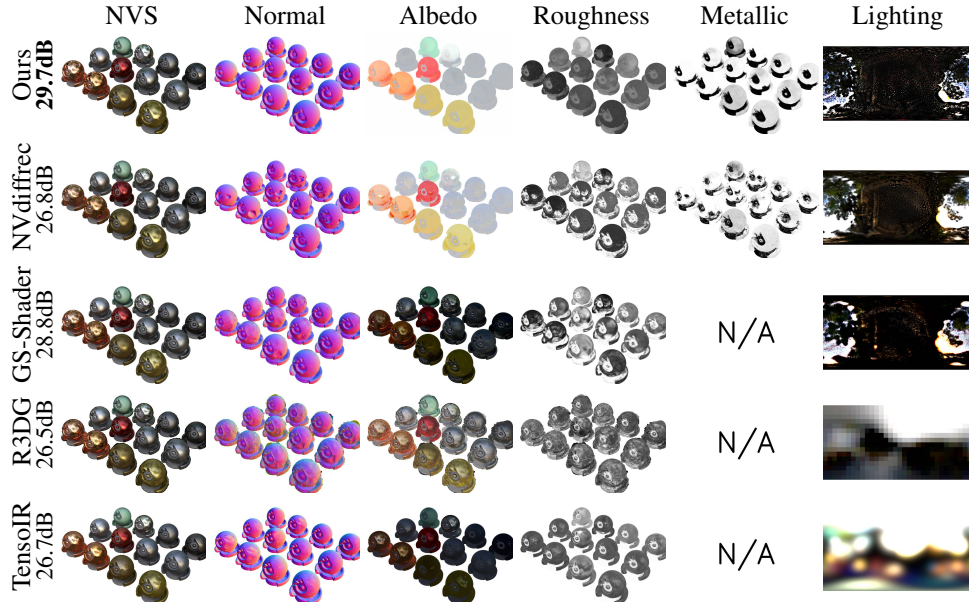 NVS Normal Albedo Roughness Metallic Lighting
Ours
29.7dB
NVdiffrec
26.8dB
GS-Shader
28.8dB
N/A
R3DG
26.5dB
N/A
TensoIR
26.7dB
N/A